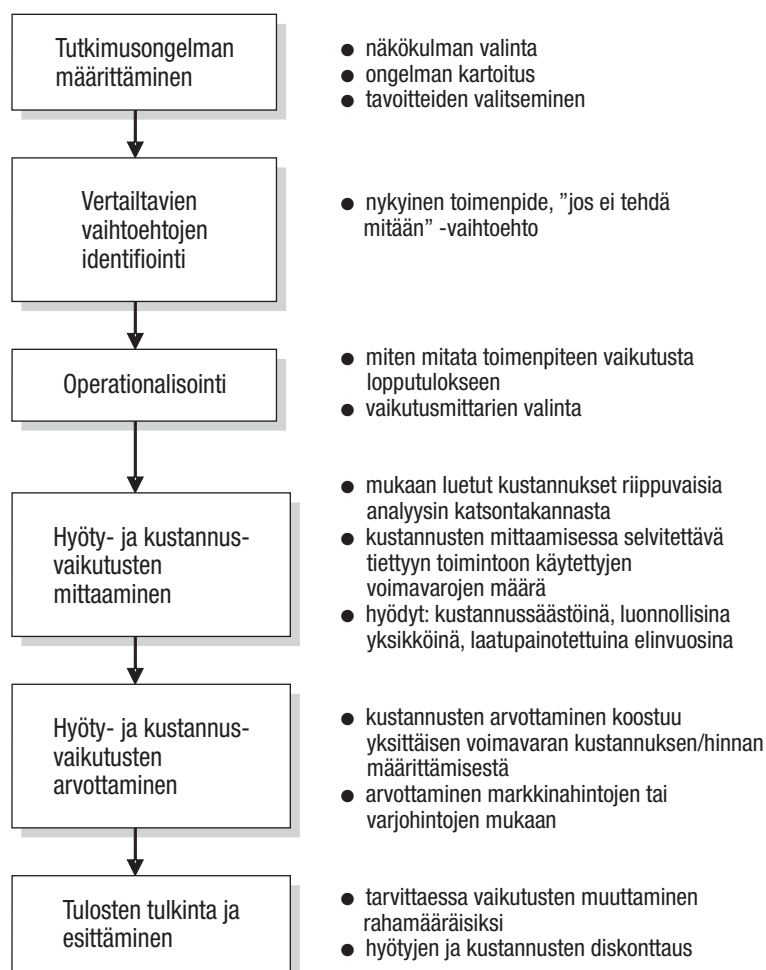 Tutkimusongelman
määrittäminen
● näkökulman valinta
● ongelman kartoitus
● tavoitteiden valitseminen
Vertailtavien
vaihtoehtojen
identifiointi
● nykyinen toimenpide, ”jos ei tehdä
mitään” -vaihtoehto
Operationalisointi
● miten mitata toimenpiteen vaikutusta
lopputulokseen
● vaikutusmittarien valinta
Hyöty- ja kustannus-
vaikutusten
mittaaminen
● mukaan luetut kustannukset riippuvaisia
analyysin katsontakannasta
● kustannusten mittaamisessa selvitettävä
tiettyyn toimintoon käytettyjen
voimavarojen määrä
● hyödyt: kustannussäästöinä, luonnollisina
yksikköinä, laatupainotettuina elinvuosina
Hyöty- ja kustannus-
vaikutusten
arvottaminen
● kustannusten arvottaminen koostuu
yksittäisen voimavaran kustannuksen/hinnan
määrittämisestä
● arvottaminen markkinahintojen tai
varjohintojen mukaan
Tulosten tulkinta ja
esittäminen
● tarvittaessa vaikutusten muuttaminen
rahamääräisiksi
● hyötyjen ja kustannusten diskonttaus